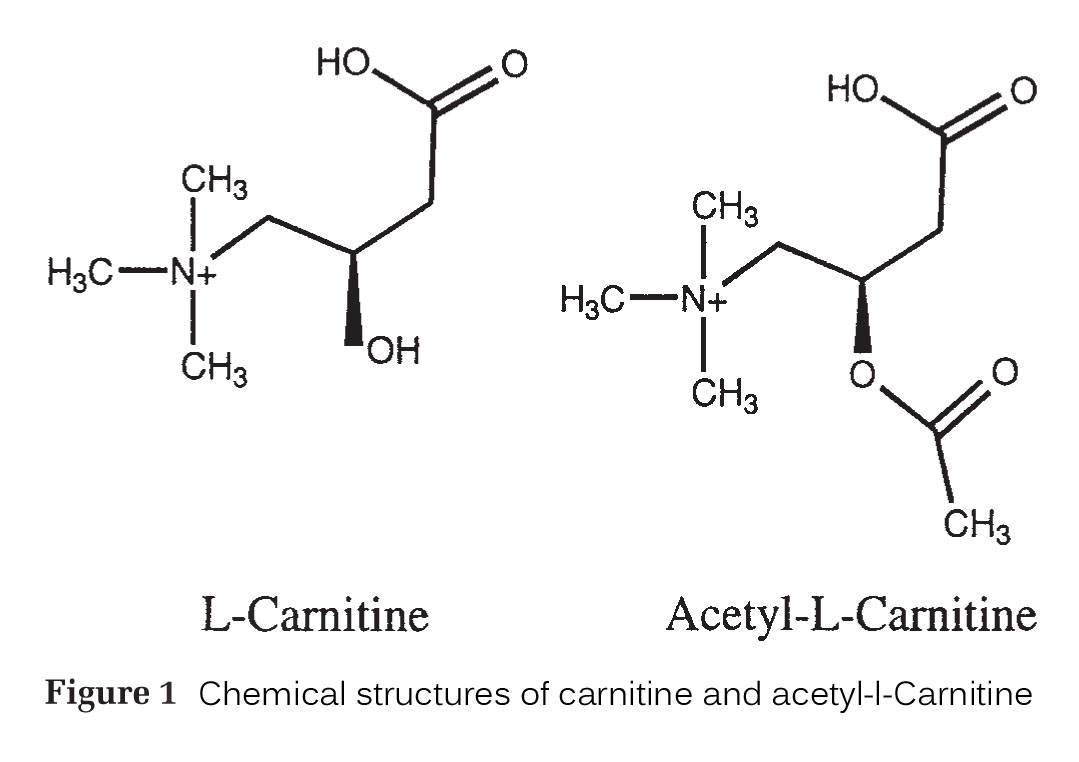 HO
O
CH3
H3C
N+
CH3
OH
L-Carnitine
HO
O
CH3
H3C
N+
CH3
O
O
CH3
Acetyl-L-Carnitine
Figure 1 Chemical structures of carnitine and acetyl-l-Carnitine